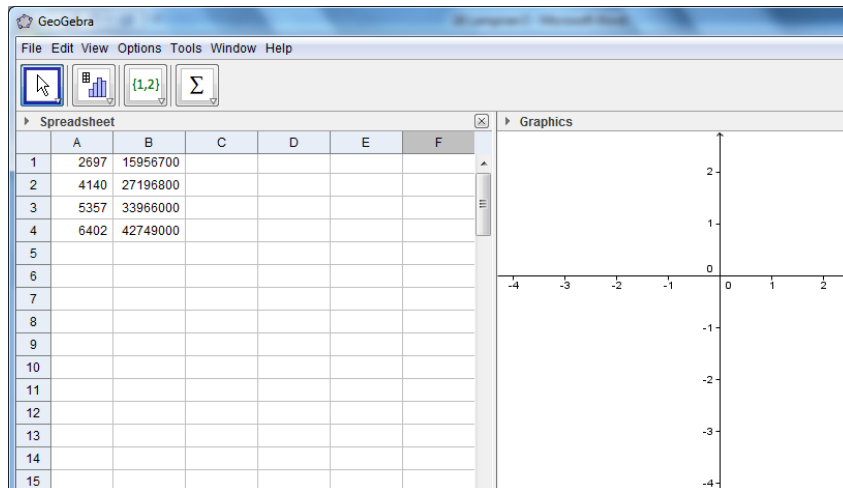 GeoGebra
File Edit View Options Tools Window Help
{1,2} Σ
Spreadsheet
A B C D E F
1 2697 15956700
2 4140 27196800
3 5357 33966000
4 6402 42749000
5
6
7
8
9
10
11
12
13
14
15
Graphics
2
1
0
-4 -3 -2 -1 0 1 2
-1
-2
-3
-4